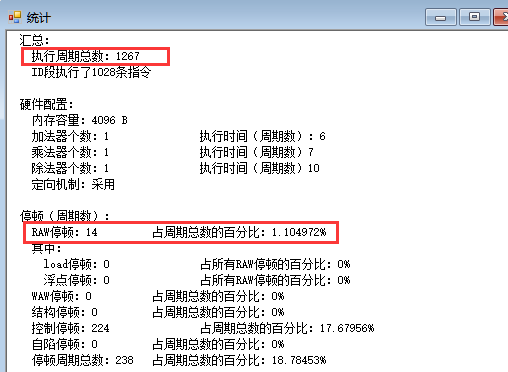 统计
汇总：
执行周期总数：1267
ID段执行了1028条指令
硬件配置：
内存容量：4096 B
加法器个数：1 执行时间（周期数）：6
乘法器个数：1 执行时间（周期数）7
除法器个数：1 执行时间（周期数）10
定向机制：采用
停顿（周期数）：
RAW停顿：14 占周期总数的百分比：1.104972%
其中：
load停顿：0 占所有RAW停顿的百分比：0%
浮点停顿：0 占所有RAW停顿的百分比：0%
WAW停顿：0 占周期总数的百分比：0%
结构停顿：0 占周期总数的百分比：0%
控制停顿：224 占周期总数的百分比：17.67956%
自陷停顿：0 占周期总数的百分比：0%
停顿周期总数：238 占周期总数的百分比：18.78453%